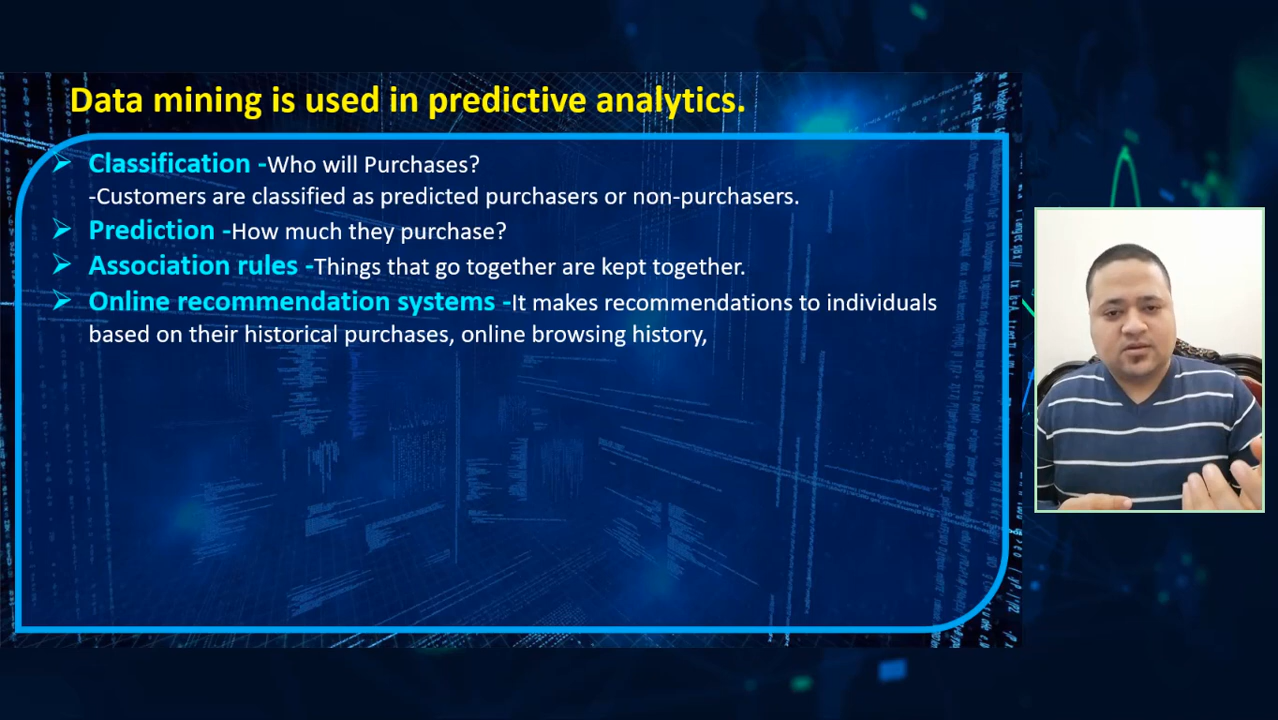 Data mining is used in predictive analytics.
➢ Classification -Who will Purchases?
-Customers are classified as predicted purchasers or non-purchasers.
➢ Prediction -How much they purchase?
➢ Association rules -Things that go together are kept together.
➢ Online recommendation systems -It makes recommendations to individuals
based on their historical purchases, online browsing history,